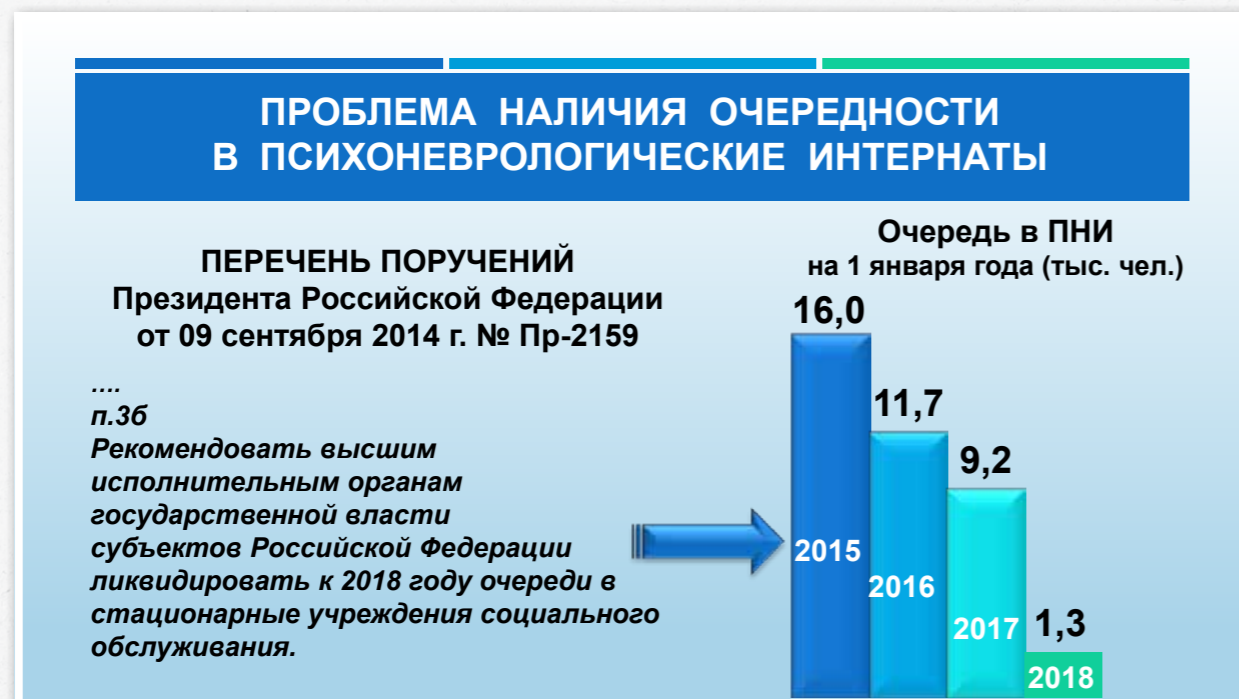 ПРОБЛЕМА НАЛИЧИЯ ОЧЕРЕДНОСТИ
В ПСИХОНЕВРОЛОГИЧЕСКИЕ ИНТЕРНАТЫ
ПЕРЕЧЕНЬ ПОРУЧЕНИЙ
Президента Российской Федерации
от 09 сентября 2014 г. № Пр-2159
....
п.3б
Рекомендовать высшим
исполнительным органам
государственной власти
субъектов Российской Федерации
ликвидировать к 2018 году очереди в
стационарные учреждения социального
обслуживания.
Очередь в ПНИ
на 1 января года (тыс. чел.)
16,0
11,7
9,2
1,3
2015
2016
2017
2018